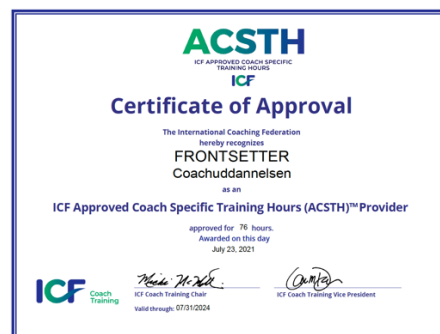 ACSTH
ICF APPROVED COACH SPECIFIC
TRAINING HOURS
ICF
Certificate of Approval
The International Coaching Federation
hereby recognizes
FRONTSETTER
Coachuddannelsen
as an
ICF Approved Coach Specific Training Hours (ACSTH)™Provider
approved for 76 hours.
Awarded on this day
July 23, 2021
ICF Coach Training
ICF Coach Training Chair
ICF Coach Training Vice President
Valid through: 07/31/2024